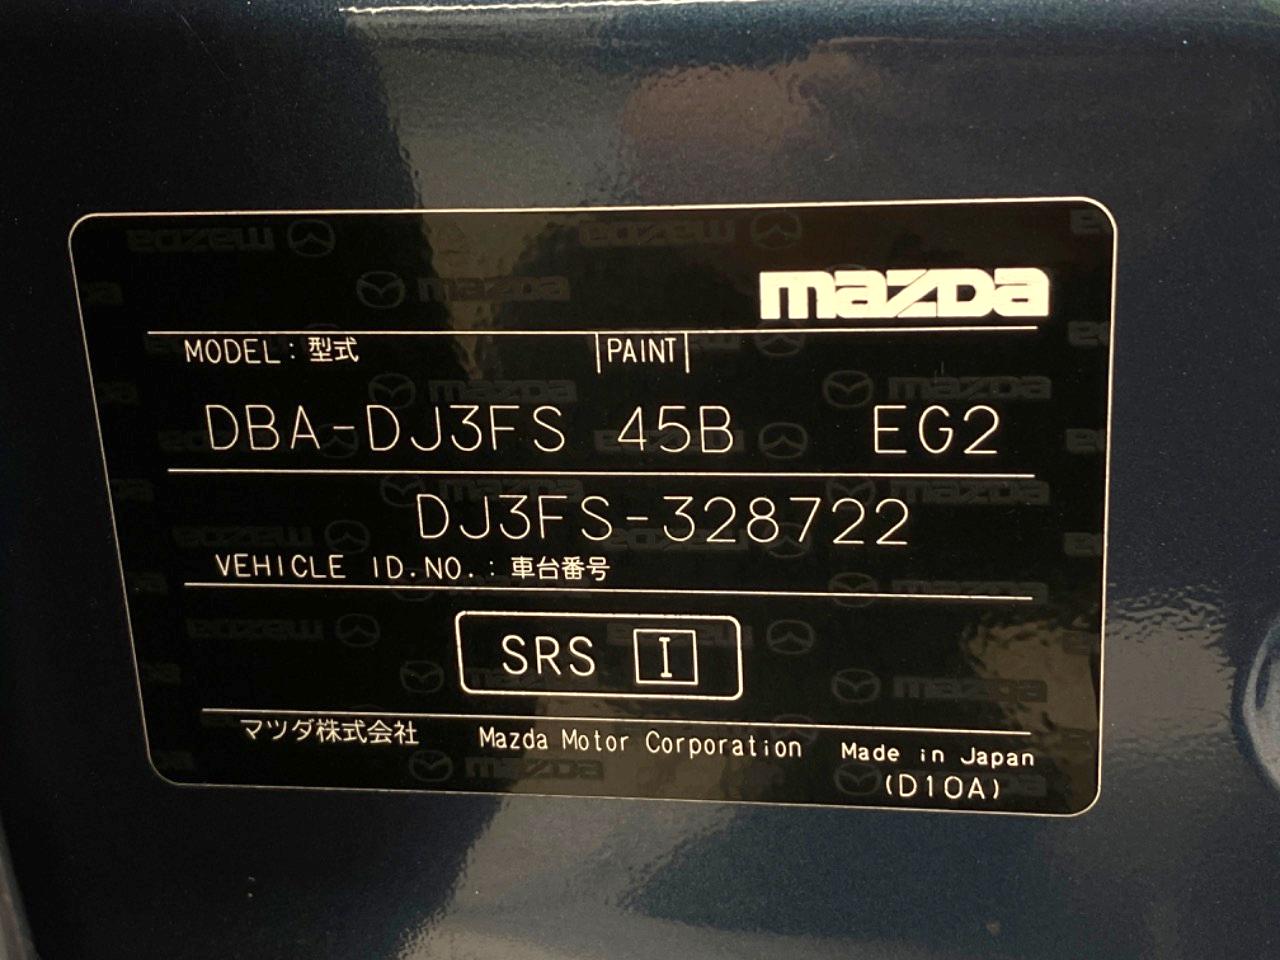 mazda
MODEL : 型式 PAINT
DBA-DJ3FS 45B EG2
DJ3FS-328722
VEHICLE ID.NO. : 車台番号
SRS I
マツダ株式会社 Mazda Motor Corporation Made in Japan
(D10A)